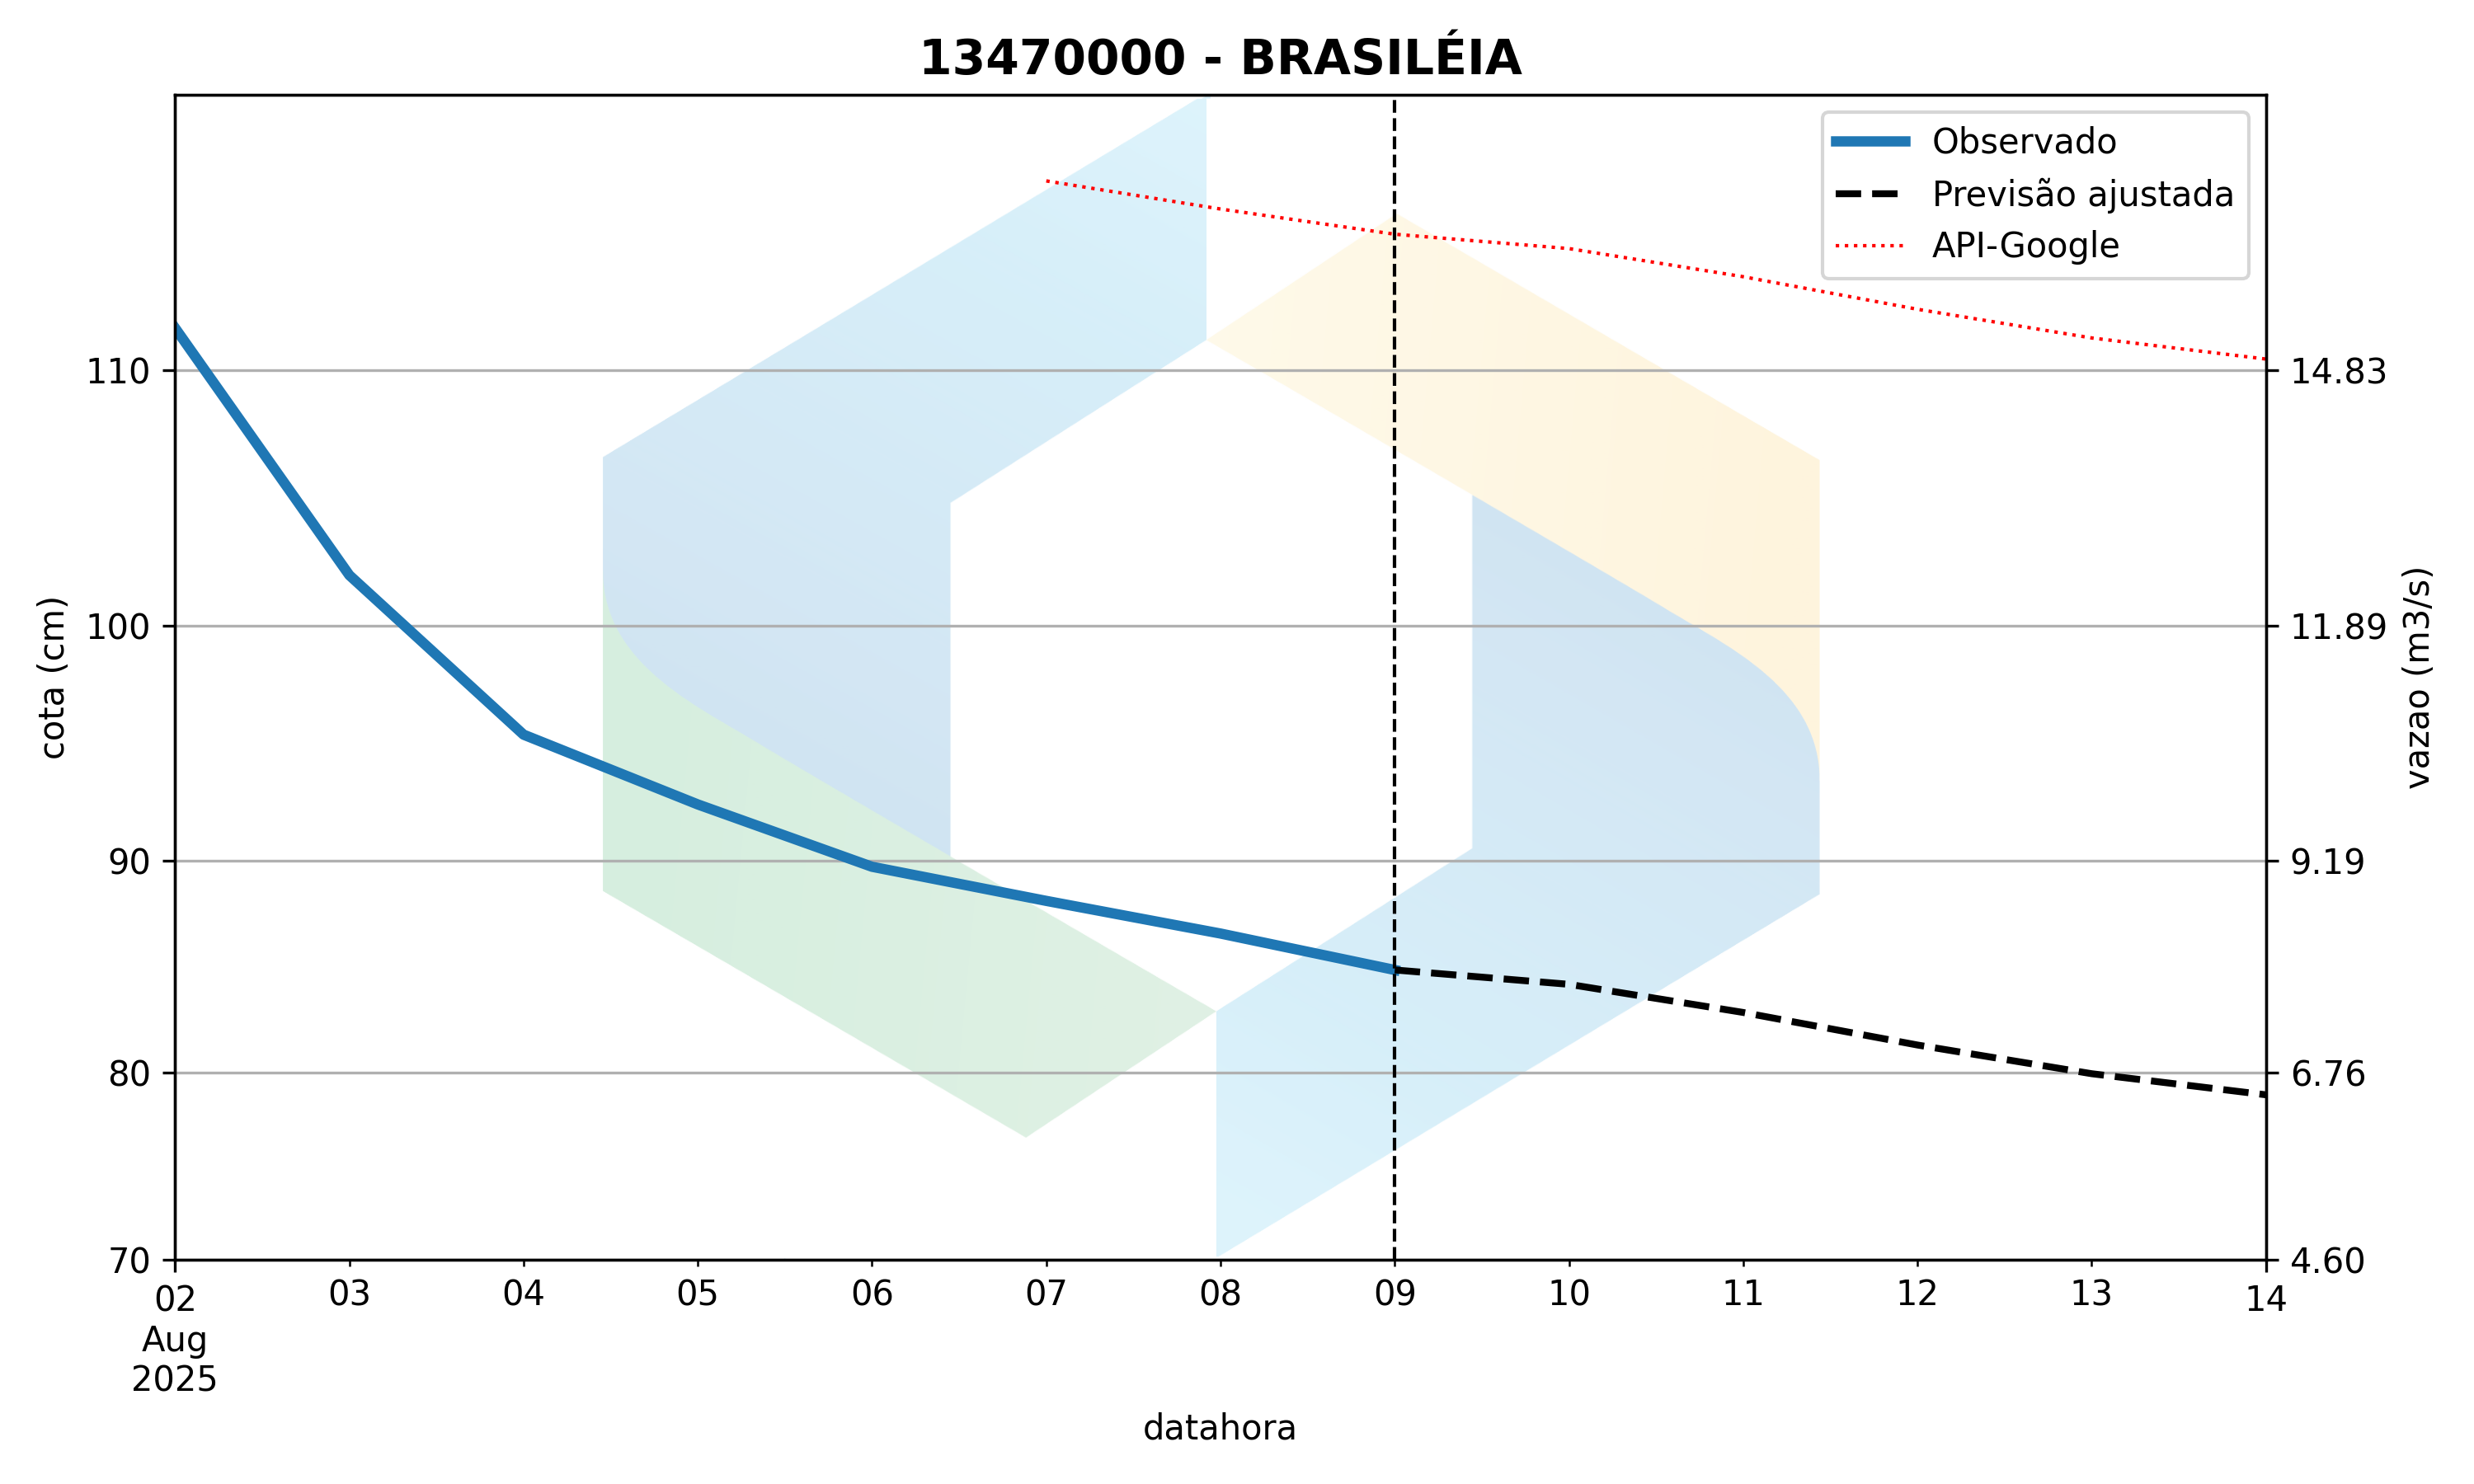 13470000 - BRASILÉIA
Observado
Previsão ajustada
API-Google
110
100
90
80
70
cota (cm)
14.83
11.89
9.19
6.76
4.60
vazao (m3/s)
02 03 04 05 06 07 08 09 10 11 12 13 14
Aug
2025
datahora